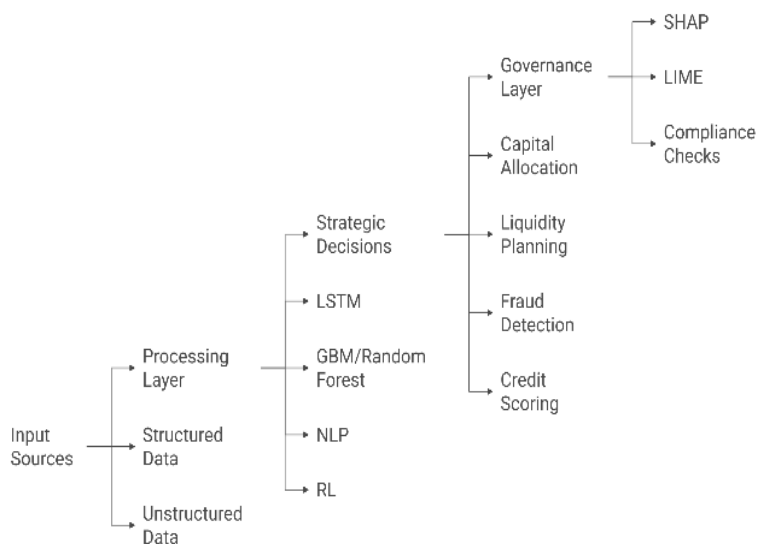 SHAP
Governance
Layer
LIME
Compliance
Checks
Capital
Allocation
Strategic
Decisions
Liquidity
Planning
LSTM
Fraud
Detection
Processing
Layer
GBM/Random
Forest
Credit
Scoring
Input
Sources
Structured
Data
NLP
RL
Unstructured
Data